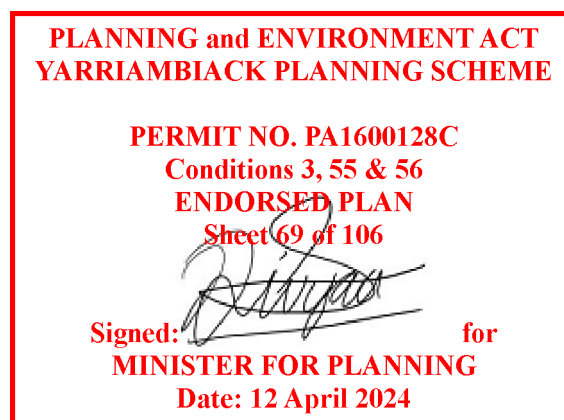 PLANNING and ENVIRONMENT ACT
YARRIAMBIACK PLANNING SCHEME
PERMIT NO. PA1600128C
Conditions 3, 55 & 56
ENDORSED PLAN
Sheet 69 of 106
Signed: for
MINISTER FOR PLANNING
Date: 12 April 2024